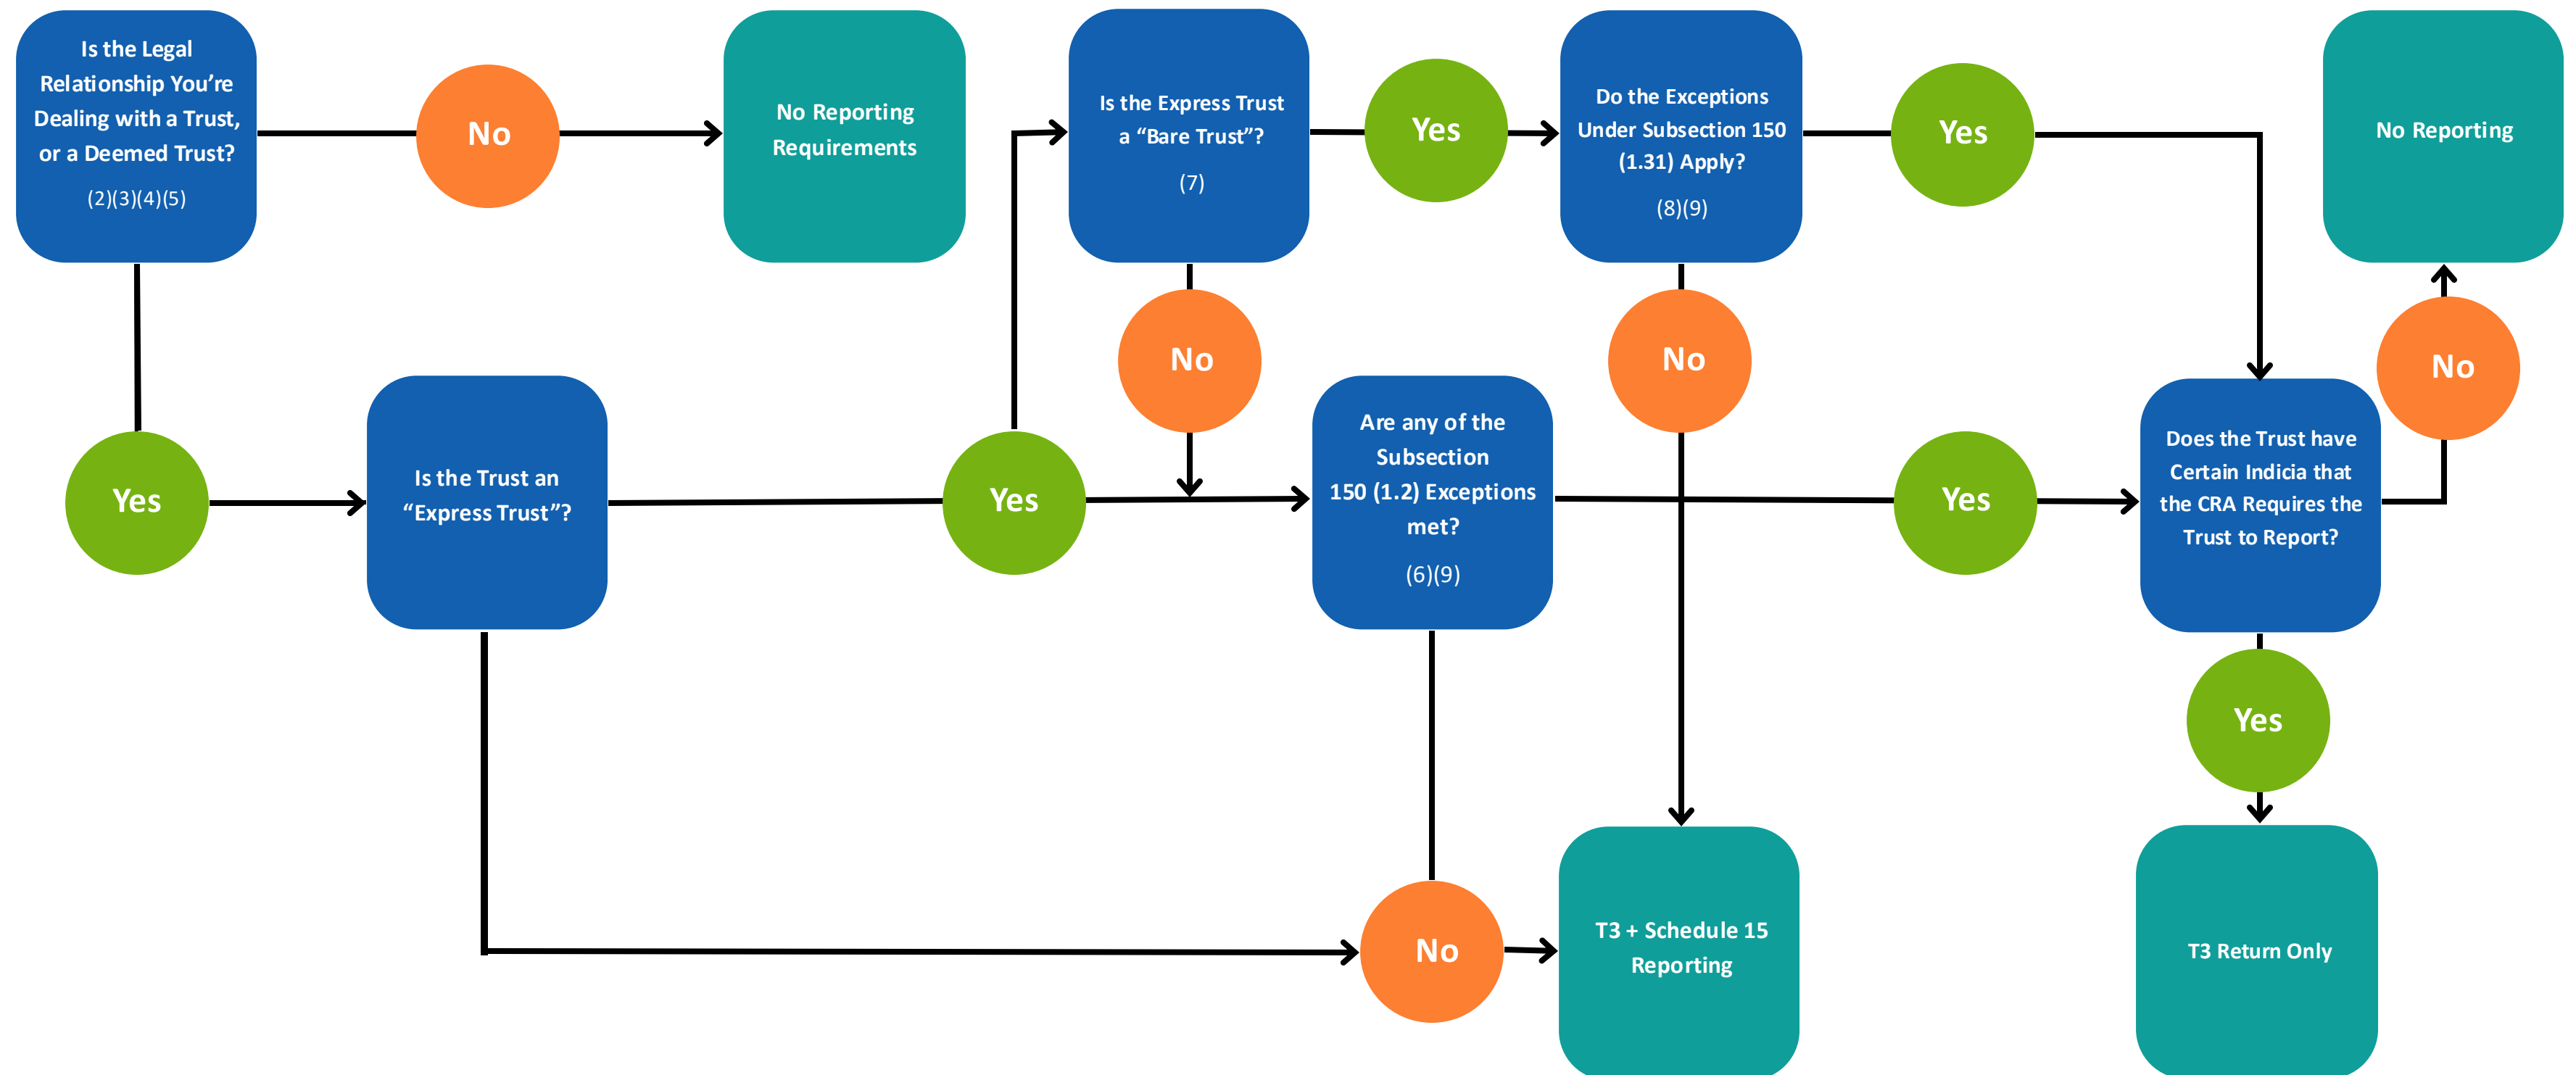 Is the Legal
Relationship You’re
Dealing with a Trust,
or a Deemed Trust?
(2)(3)(4)(5)
No
No Reporting
Requirements
Is the Express Trust
a “Bare Trust”?
(7)
Yes
Do the Exceptions
Under Subsection 150
(1.31) Apply?
(8)(9)
Yes
No Reporting
No
No
No
Yes
Is the Trust an
“Express Trust”?
Yes
Are any of the
Subsection
150 (1.2) Exceptions
met?
(6)(9)
Yes
Does the Trust have
Certain Indicia that
the CRA Requires the
Trust to Report?
Yes
No
T3 + Schedule 15
Reporting
T3 Return Only